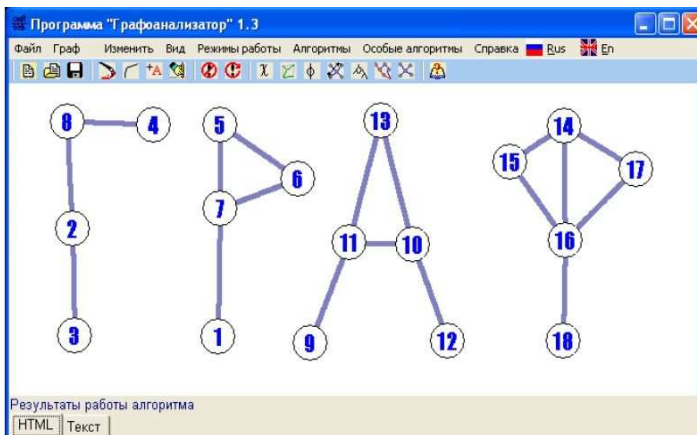 Программа "Графоанализатор" 1.3
Файл Граф Изменить Вид Режимы работы Алгоритмы Особые алгоритмы Справка Rus En
+A χ ϕ
8 4 5 13 14
15 17
6
7
2 11 10 16
3 1 9 12 18
Результаты работы алгоритма
HTML Текст